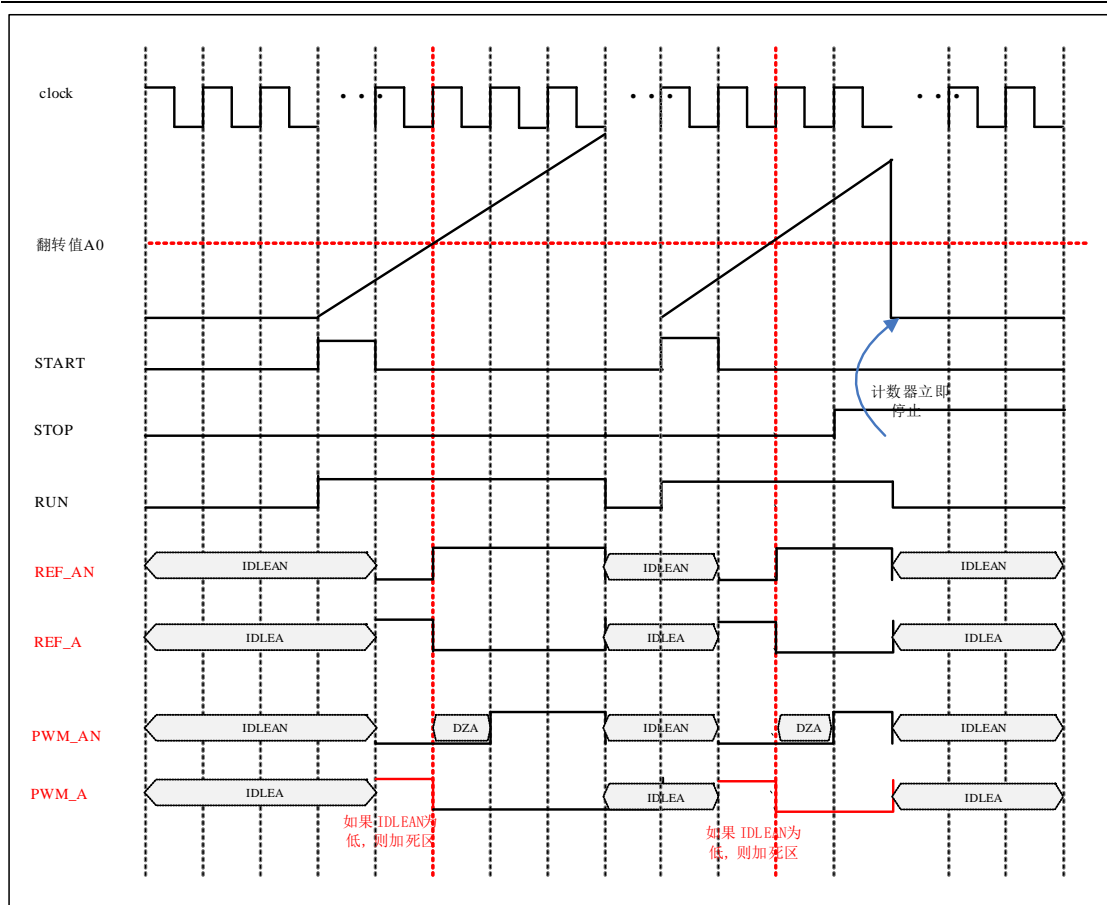 clock
. . .
. . .
. . .
翻转值A0
START
计数器立即
停止
STOP
RUN
REF_AN
IDLEAN
IDLEAN
IDLEAN
REF_A
IDLEA
IDLEA
IDLEA
PWM_AN
IDLEAN
DZA
IDLEAN
DZA
IDLEAN
PWM_A
IDLEA
IDLEA
IDLEA
如果 IDLEAN为
低, 则加死区
如果 IDLEAN为
低, 则加死区